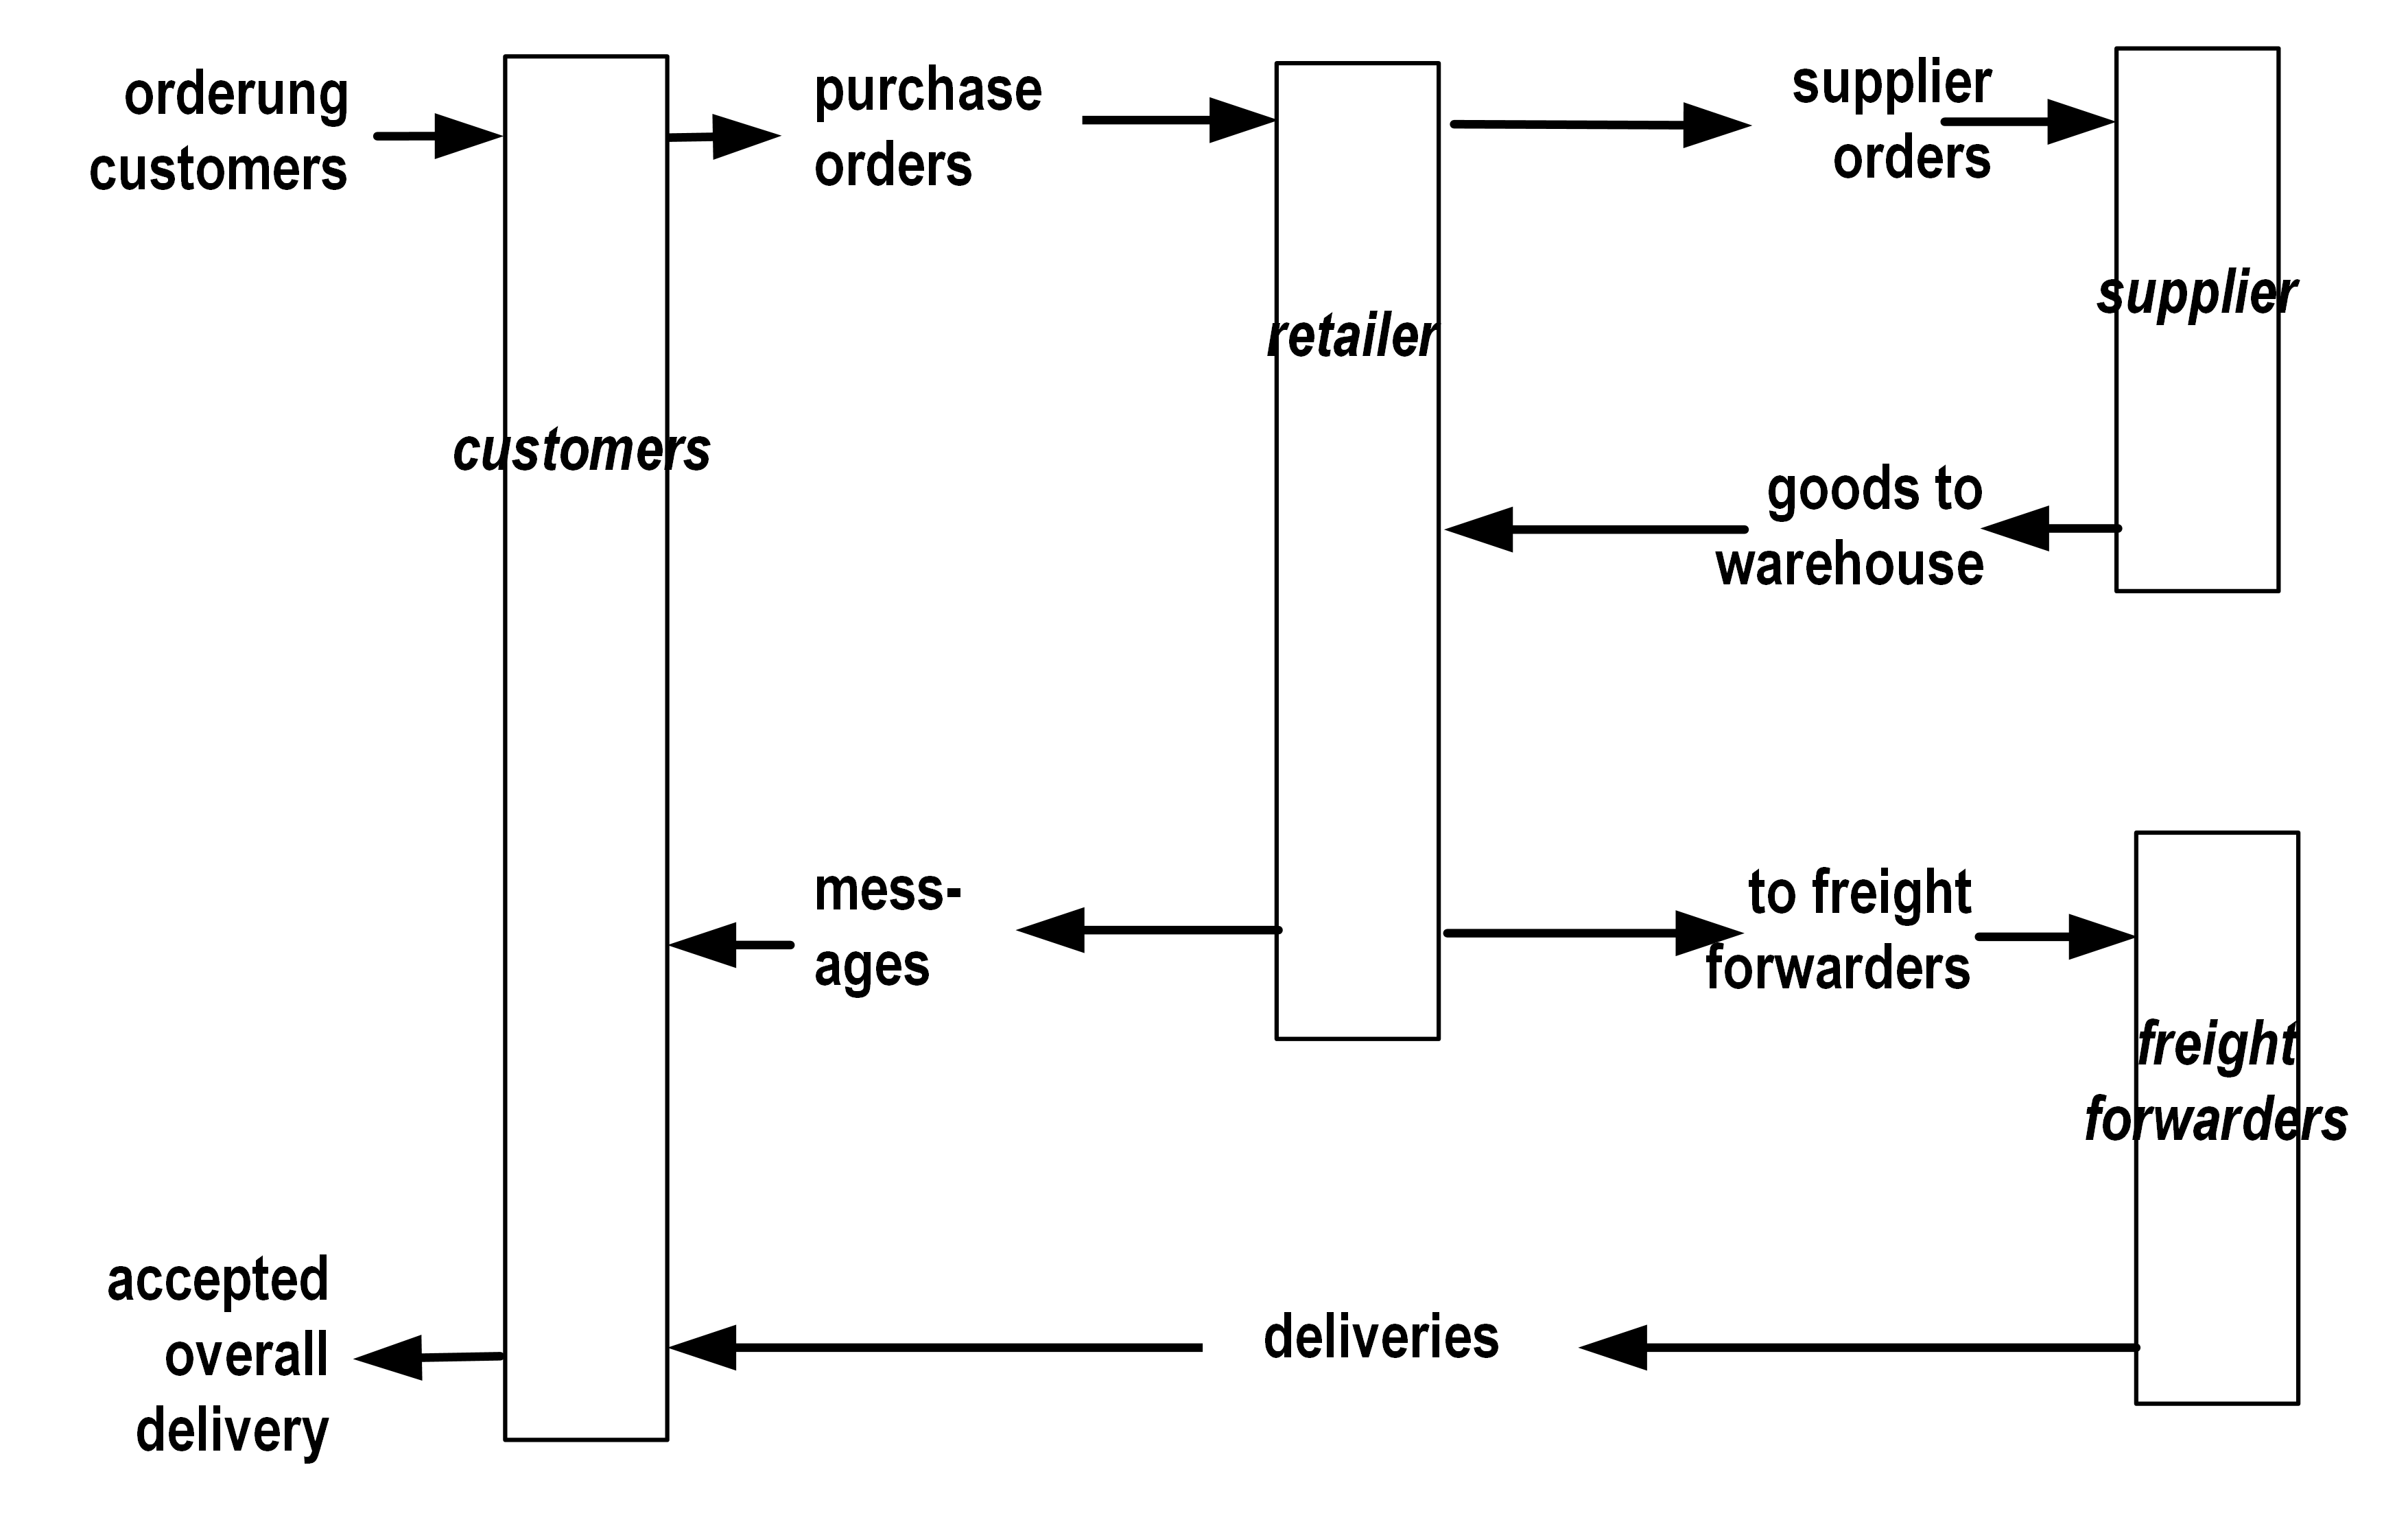 orderung
customers
purchase
orders
supplier
orders
supplier
retailer
customers
goods to
warehouse
mess-
ages
to freight
forwarders
freight
forwarders
accepted
overall
delivery
deliveries